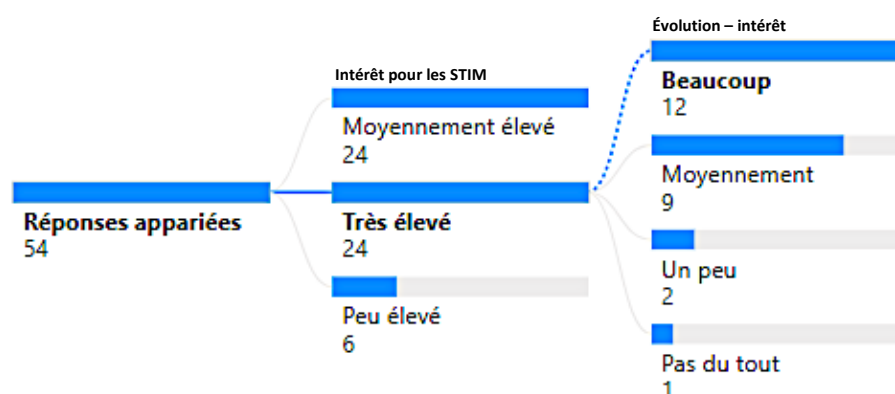 Évolution – intérêt
Beaucoup
12
Intérêt pour les STIM
Moyennement élevé
24
Moyennement
9
Réponses appariées
54
Très élevé
24
Un peu
2
Peu élevé
6
Pas du tout
1